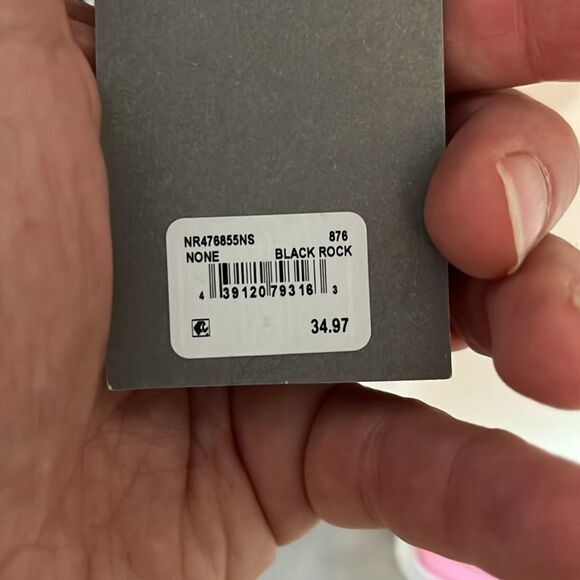 NR476855NS 876
NONE BLACK ROCK
4 39120 79316 3
34.97